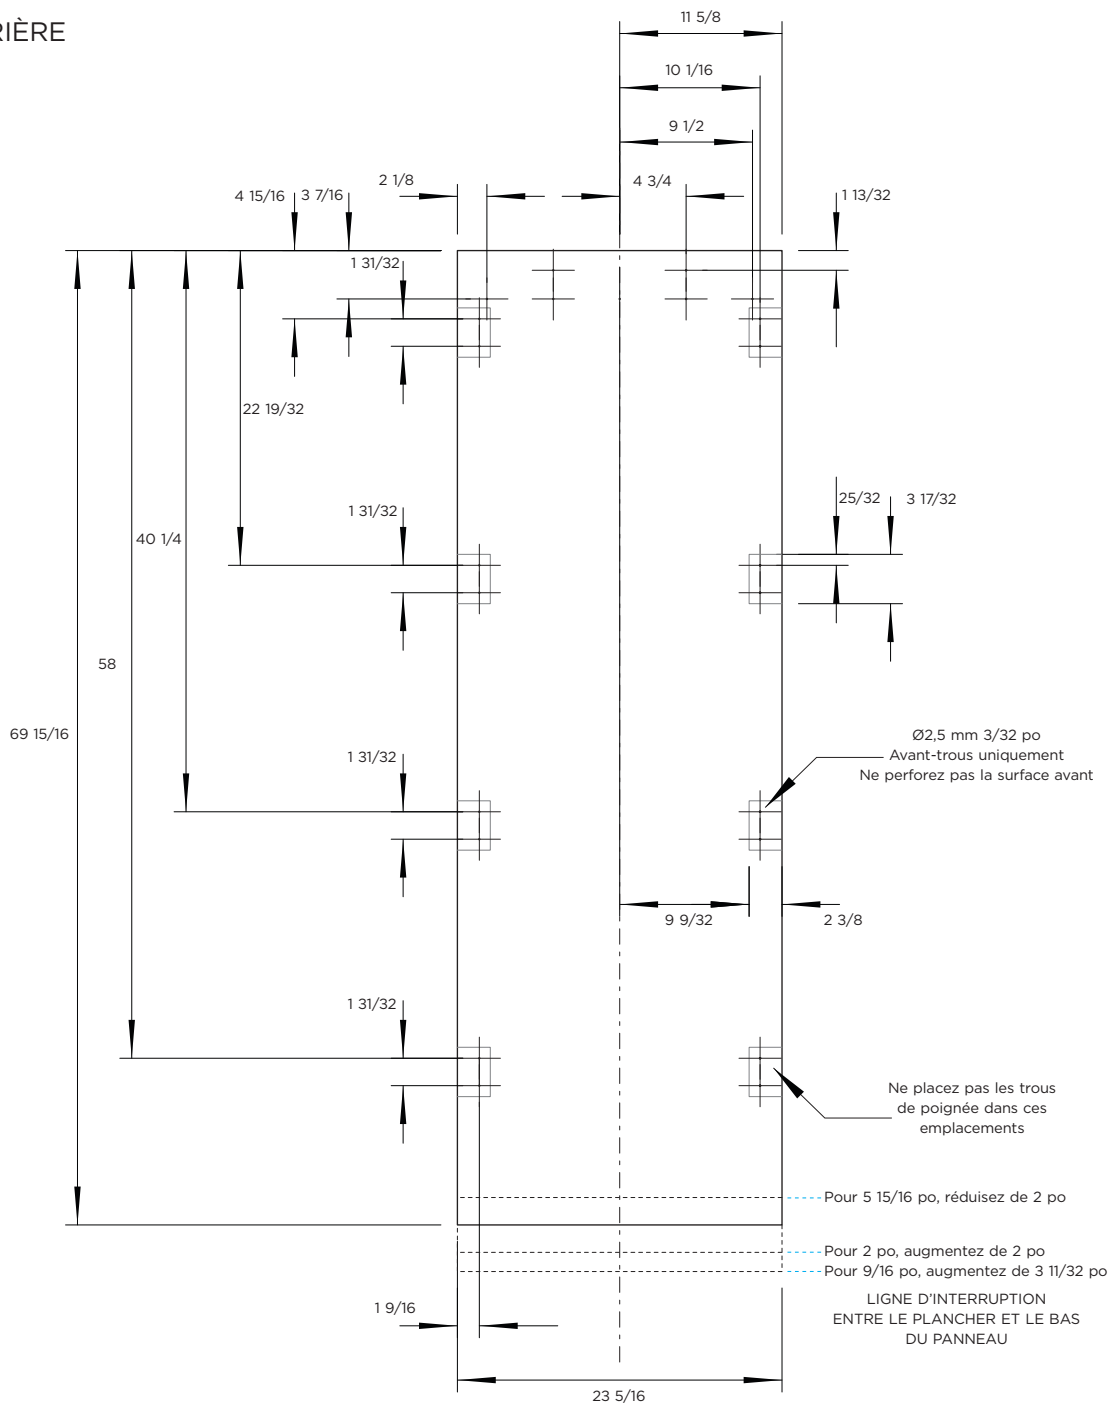 RIÈRE
11 5/8
10 1/16
9 1/2
2 1/8
4 3/4
4 15/16 3 7/16
1 13/32
1 31/32
22 19/32
1 31/32
25/32
3 17/32
40 1/4
58
69 15/16
1 31/32
Ø2,5 mm 3/32 po
Avant-trous uniquement
Ne perforez pas la surface avant
9 9/32
2 3/8
1 31/32
Ne placez pas les trous
de poignée dans ces
emplacements
Pour 5 15/16 po, réduisez de 2 po
Pour 2 po, augmentez de 2 po
Pour 9/16 po, augmentez de 3 11/32 po
LIGNE D'INTERRUPTION
ENTRE LE PLANCHER ET LE BAS
DU PANNEAU
1 9/16
23 5/16